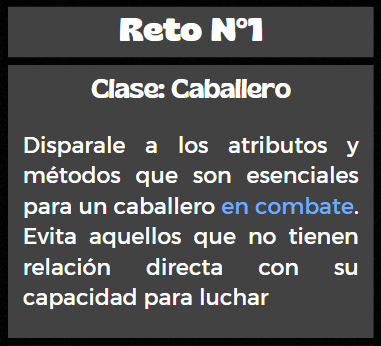 Reto N°1
Clase: Caballero
Disparale a los atributos y
métodos que son esenciales
para un caballero en combate.
Evita aquellos que no tienen
relación directa con su
capacidad para luchar